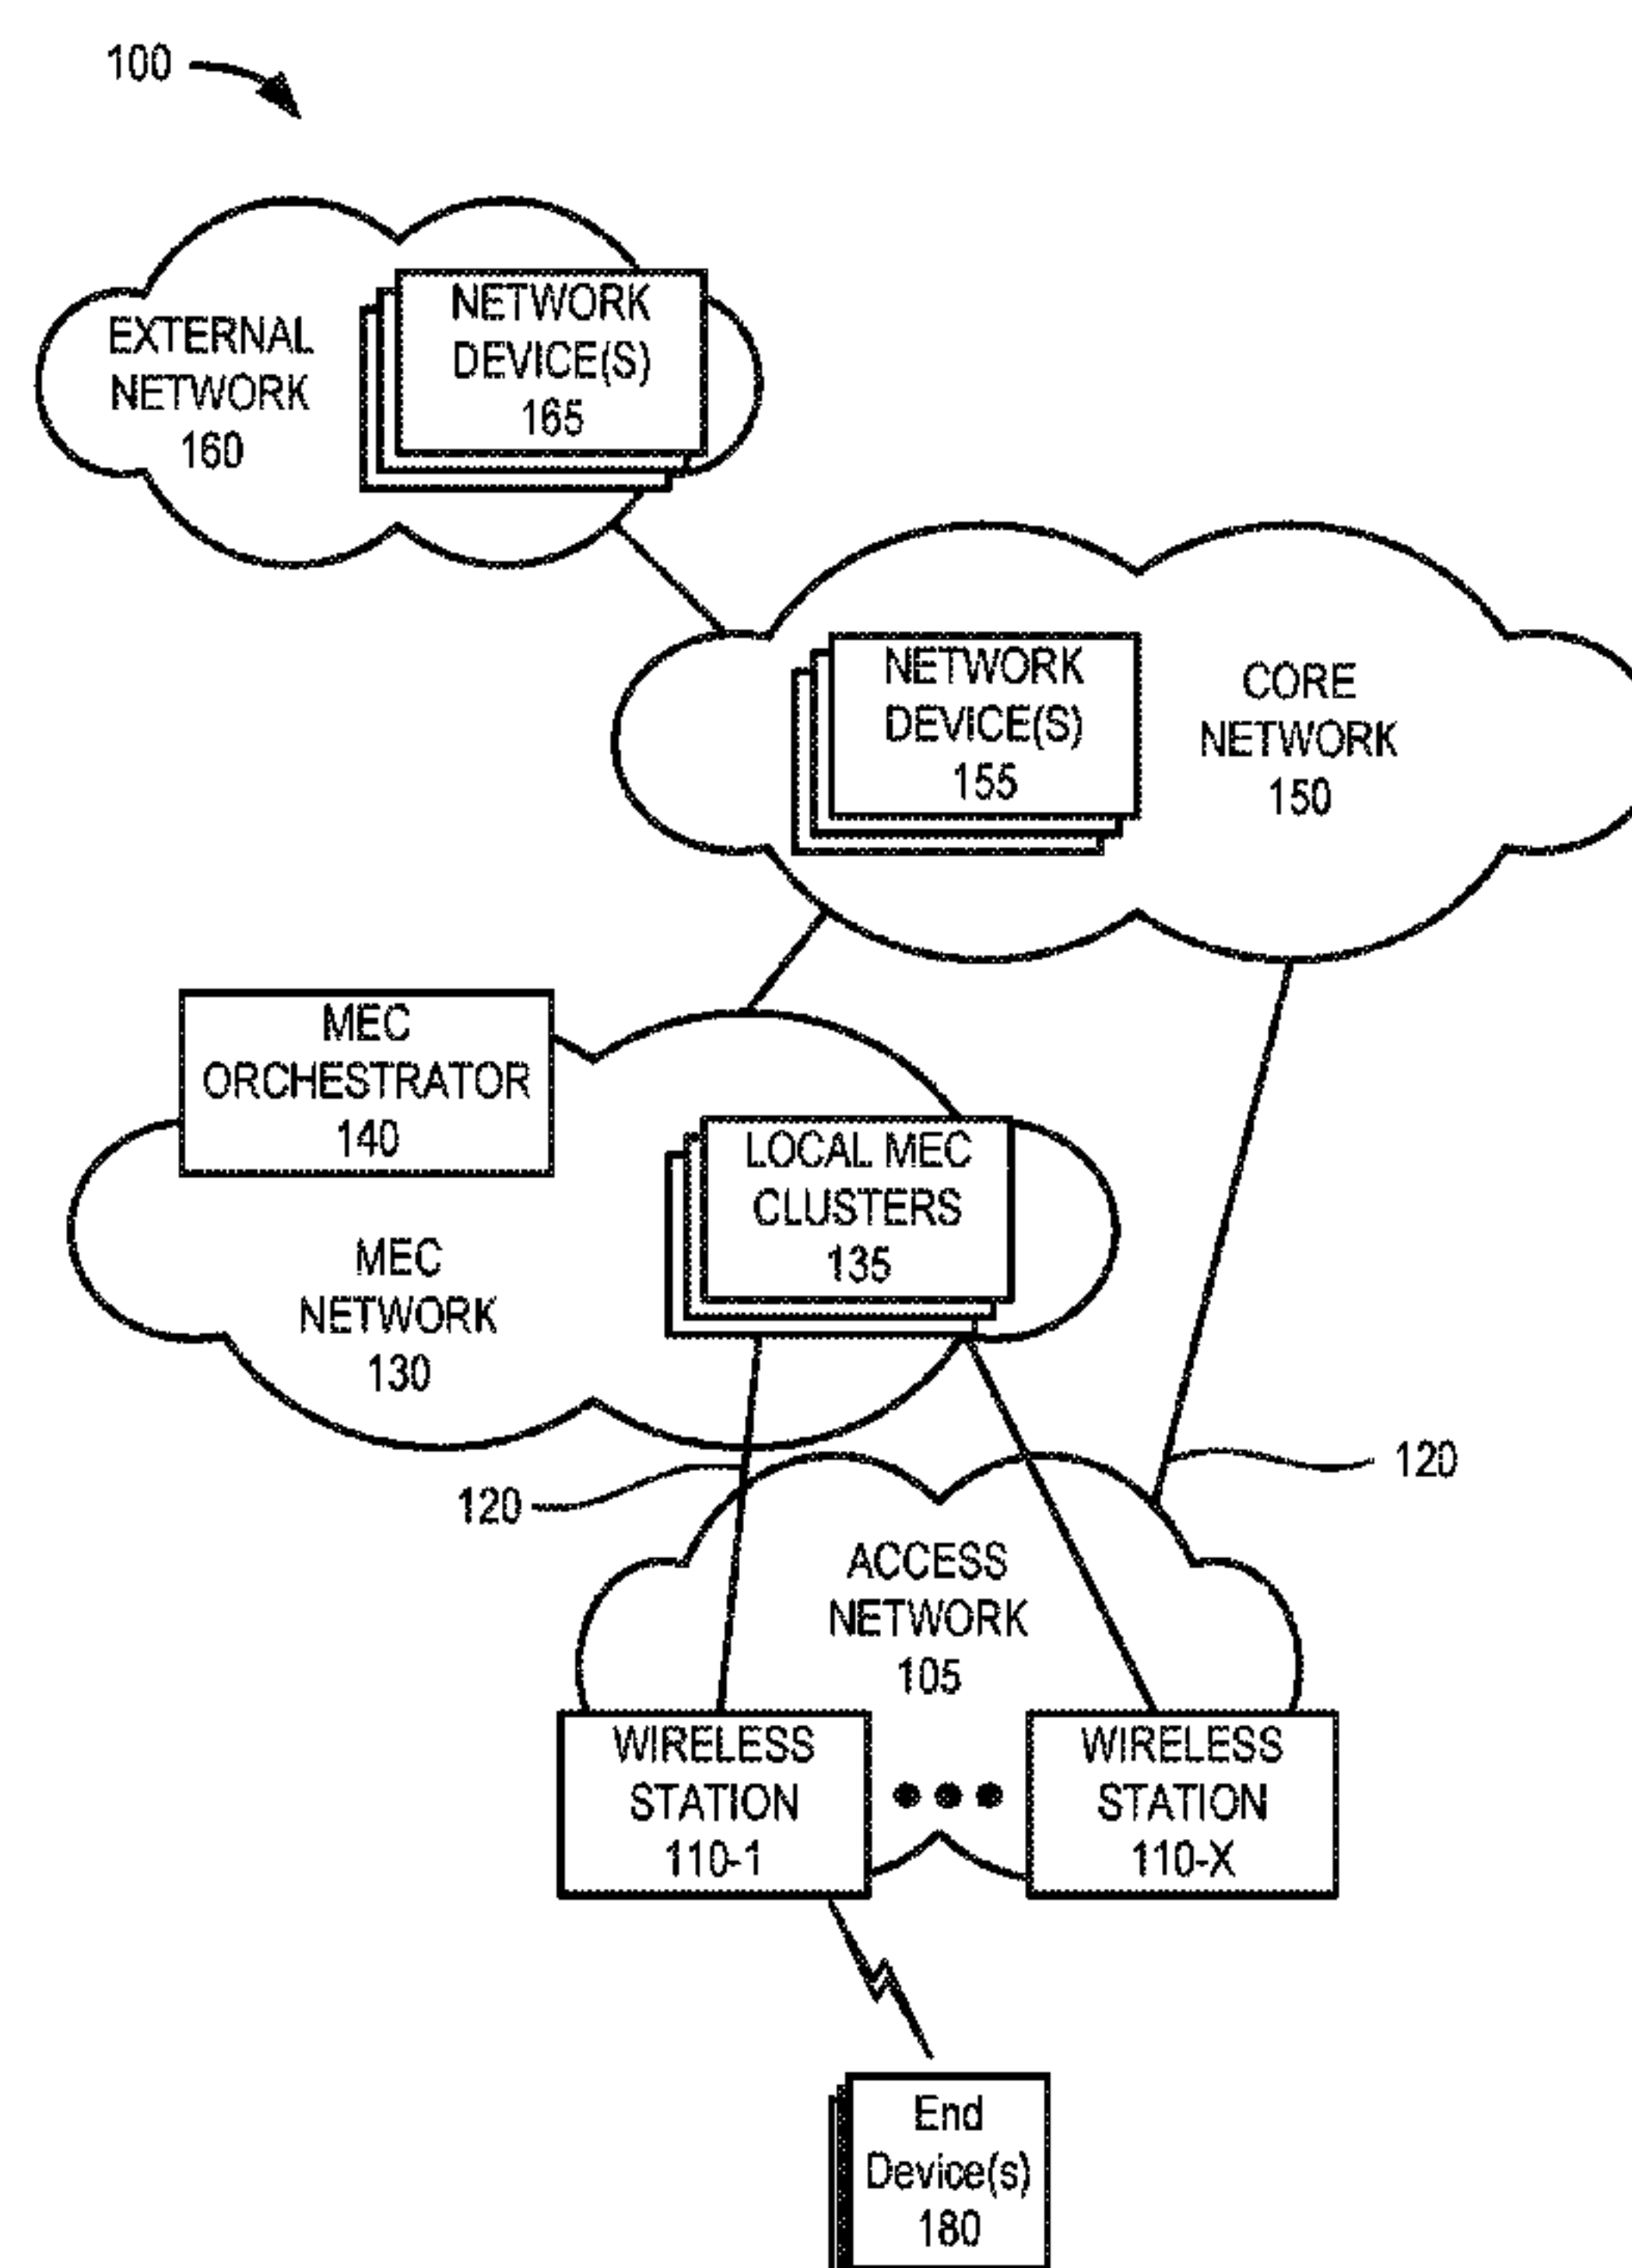 100
EXTERNAL
NETWORK
160
NETWORK
DEVICE(S)
165
NETWORK
DEVICE(S)
155
CORE
NETWORK
150
MEC
ORCHESTRATOR
140
LOCAL MEC
CLUSTERS
135
MEC
NETWORK
130
120
120
ACCESS
NETWORK
105
WIRELESS
STATION
110-1
WIRELESS
STATION
110-X
End
Device(s)
180